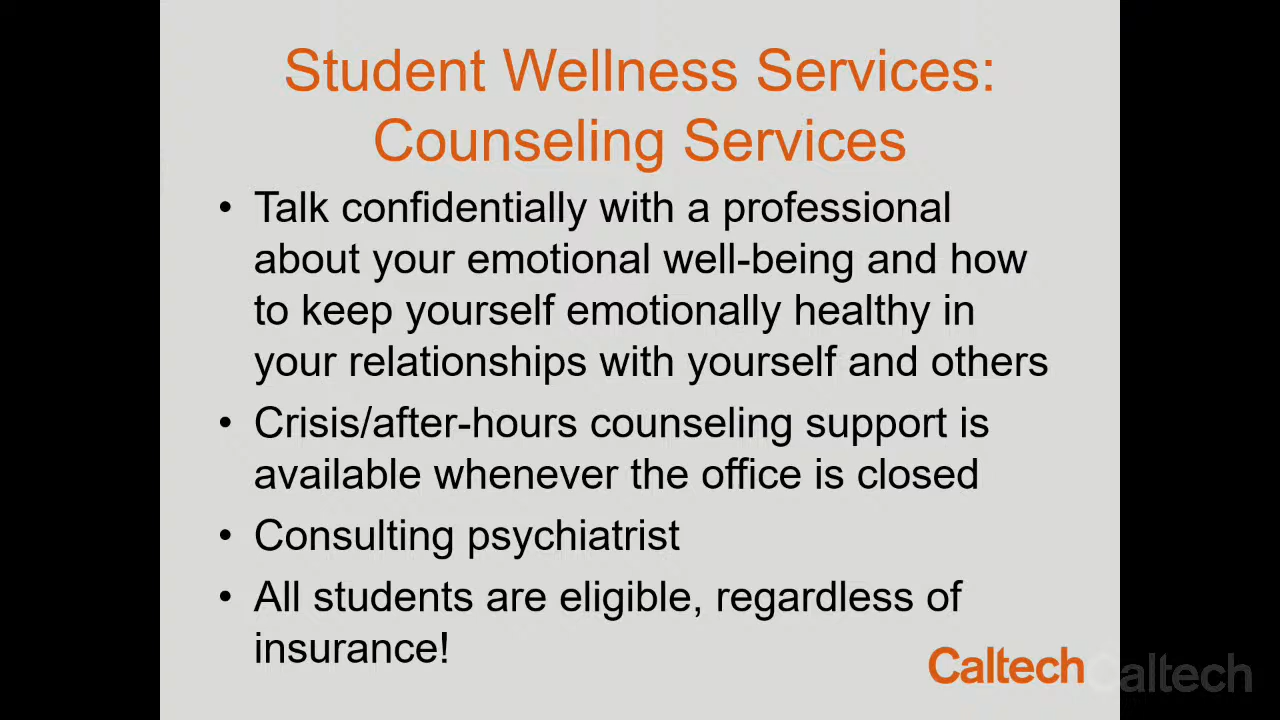 Student Wellness Services:
Counseling Services
• Talk confidentially with a professional
about your emotional well-being and how
to keep yourself emotionally healthy in
your relationships with yourself and others
• Crisis/after-hours counseling support is
available whenever the office is closed
• Consulting psychiatrist
• All students are eligible, regardless of
insurance!
Caltech
Caltech